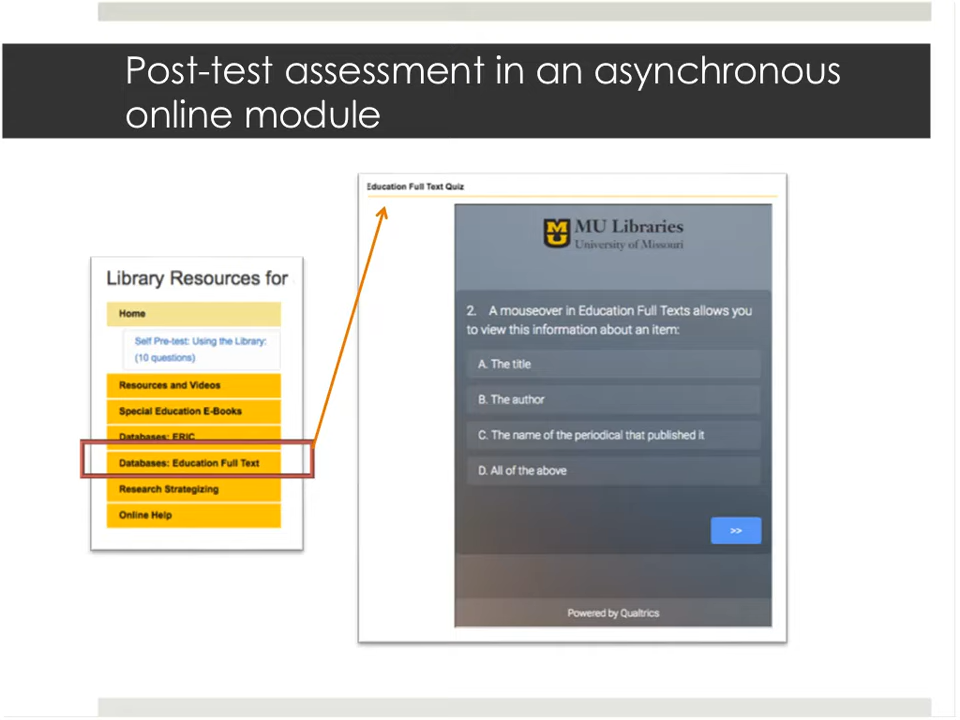 Post-test assessment in an asynchronous
online module
Library Resources for
Home
Self Pre-test: Using the Library:
(10 questions)
Resources and Videos
Special Education E-Books
Databases: ERIC
Databases: Education Full Text
Research Strategizing
Online Help
Education Full Text Quiz
MU Libraries
University of Missouri
2. A mouseover in Education Full Texts allows you
to view this information about an item:
A. The title
B. The author
C. The name of the periodical that published it
D. All of the above
>>
Powered by Qualtrics